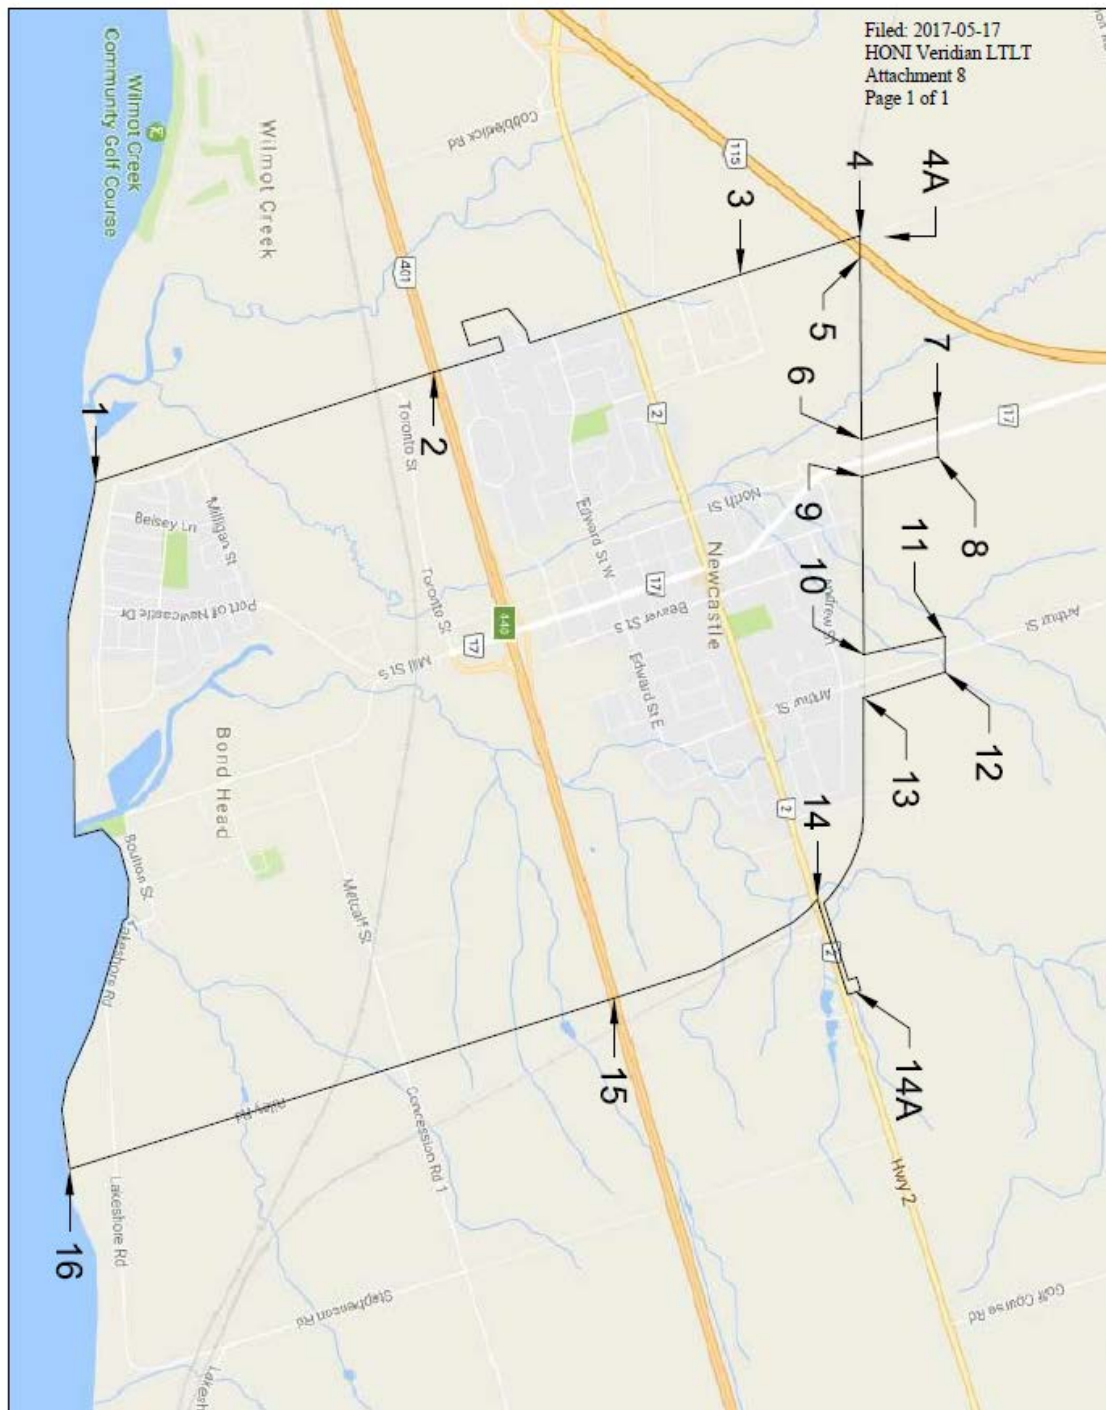 Filed: 2017-05-17
HONI Veridian LTLT
Attachment 8
Page 1 of 1
Wilmot Creek
Community Golf Course
Wilmot Creek
Cobbledick Rd
115
4
4A
3
5
401
2
7
6
17
1
2
Toronto St
North St
9
8
Belsey Ln
Milligan St
Edward St W
Newcastle
11
10
Andrew St
Arthur St
Port of Newcastle Dr
Toronto St
440
17
Beaver St S
17
Mill St S
Edward St E
Arthur St
12
13
Bond Head
2
14
Boulton St
Metcalf St
2
Lakeshore Rd
14A
15
Riley Rd
Concession Rd 1
Hwy 2
16
Lakeshore Rd
Stephenson Rd
Golf Course Rd
Lakesh